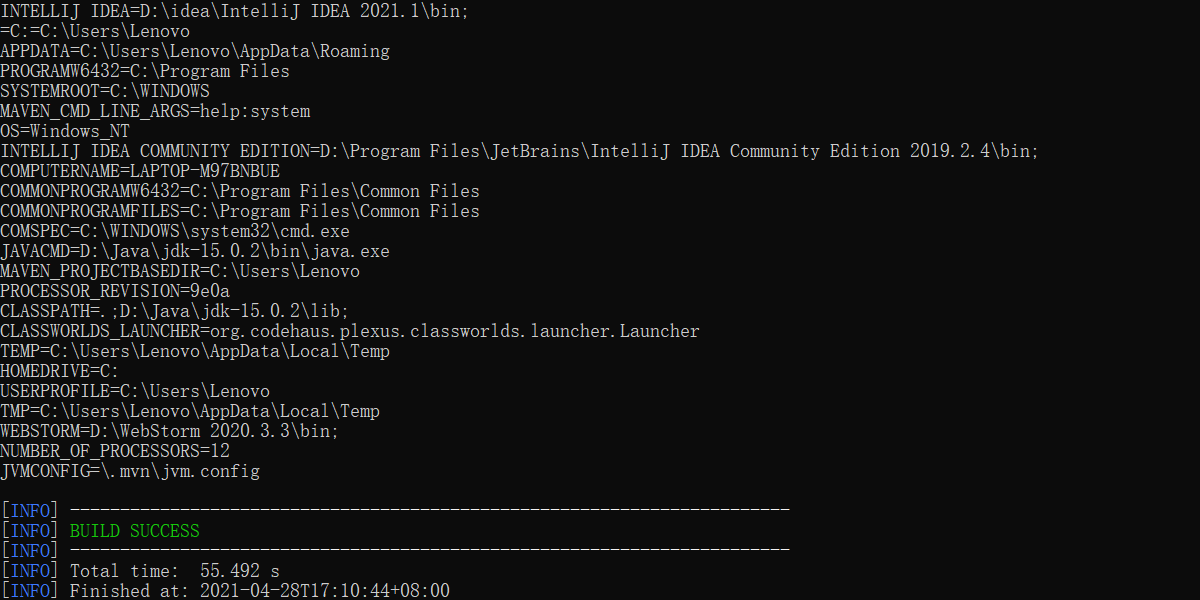 INTELLIJ IDEA=D:\idea\IntelliJ IDEA 2021.1\bin;
=C:=C:\Users\Lenovo
APPDATA=C:\Users\Lenovo\AppData\Roaming
PROGRAMW6432=C:\Program Files
SYSTEMROOT=C:\WINDOWS
MAVEN_CMD_LINE_ARGS=help:system
OS=Windows_NT
INTELLIJ IDEA COMMUNITY EDITION=D:\Program Files\JetBrains\IntelliJ IDEA Community Edition 2019.2.4\bin;
COMPUTERNAME=LAPTOP-M97BNBUE
COMMONPROGRAMW6432=C:\Program Files\Common Files
COMMONPROGRAMFILES=C:\Program Files\Common Files
COMSPEC=C:\WINDOWS\system32\cmd.exe
JAVACMD=D:\Java\jdk-15.0.2\bin\java.exe
MAVEN_PROJECTBASEDIR=C:\Users\Lenovo
PROCESSOR_REVISION=9e0a
CLASSPATH=.;D:\Java\jdk-15.0.2\lib;
CLASSWORLDS_LAUNCHER=org.codehaus.plexus.classworlds.launcher.Launcher
TEMP=C:\Users\Lenovo\AppData\Local\Temp
HOMEDRIVE=C:
USERPROFILE=C:\Users\Lenovo
TMP=C:\Users\Lenovo\AppData\Local\Temp
WEBSTORM=D:\WebStorm 2020.3.3\bin;
NUMBER_OF_PROCESSORS=12
JVMCONFIG=\.mvn\jvm.config
[INFO] ------------------------------------------------------------------------
[INFO] BUILD SUCCESS
[INFO] ------------------------------------------------------------------------
[INFO] Total time:  55.492 s
[INFO] Finished at: 2021-04-28T17:10:44+08:00